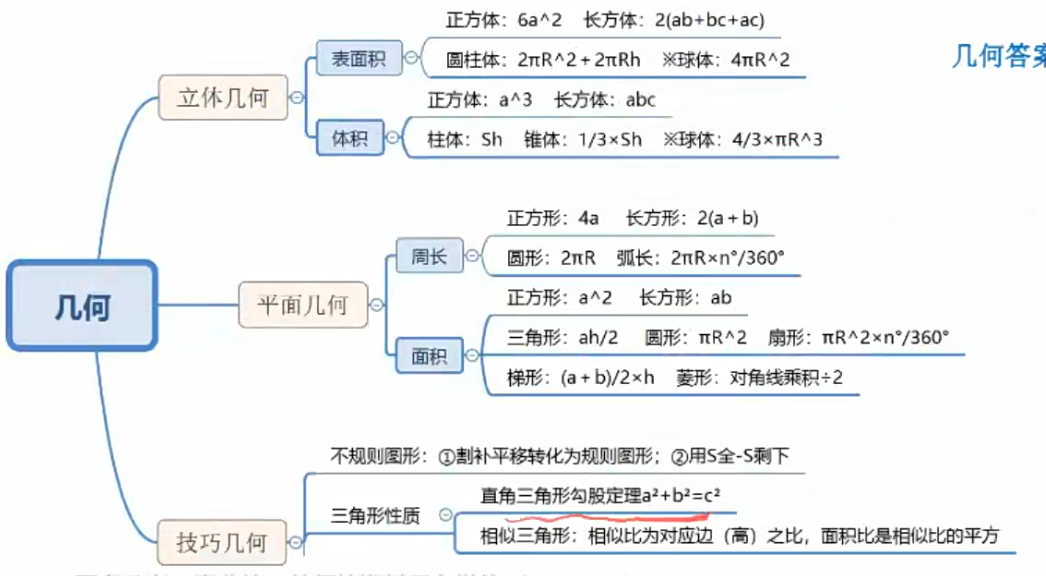 几何答案
几何
立体几何
表面积
正方体：6a^2 长方体：2(ab+bc+ac)
圆柱体：2πR^2+2πRh ※球体：4πR^2
体积
正方体：a^3 长方体：abc
柱体：Sh 锥体：1/3×Sh ※球体：4/3×πR^3
平面几何
周长
正方形：4a 长方形：2(a+b)
圆形：2πR 弧长：2πR×n°/360°
面积
正方形：a^2 长方形：ab
三角形：ah/2 圆形：πR^2 扇形：πR^2×n°/360°
梯形：(a+b)/2×h 菱形：对角线乘积÷2
技巧几何
不规则图形：①割补平移转化为规则图形；②用S全-S剩下
三角形性质
直角三角形勾股定理a²+b²=c²
相似三角形：相似比为对应边（高）之比，面积比是相似比的平方